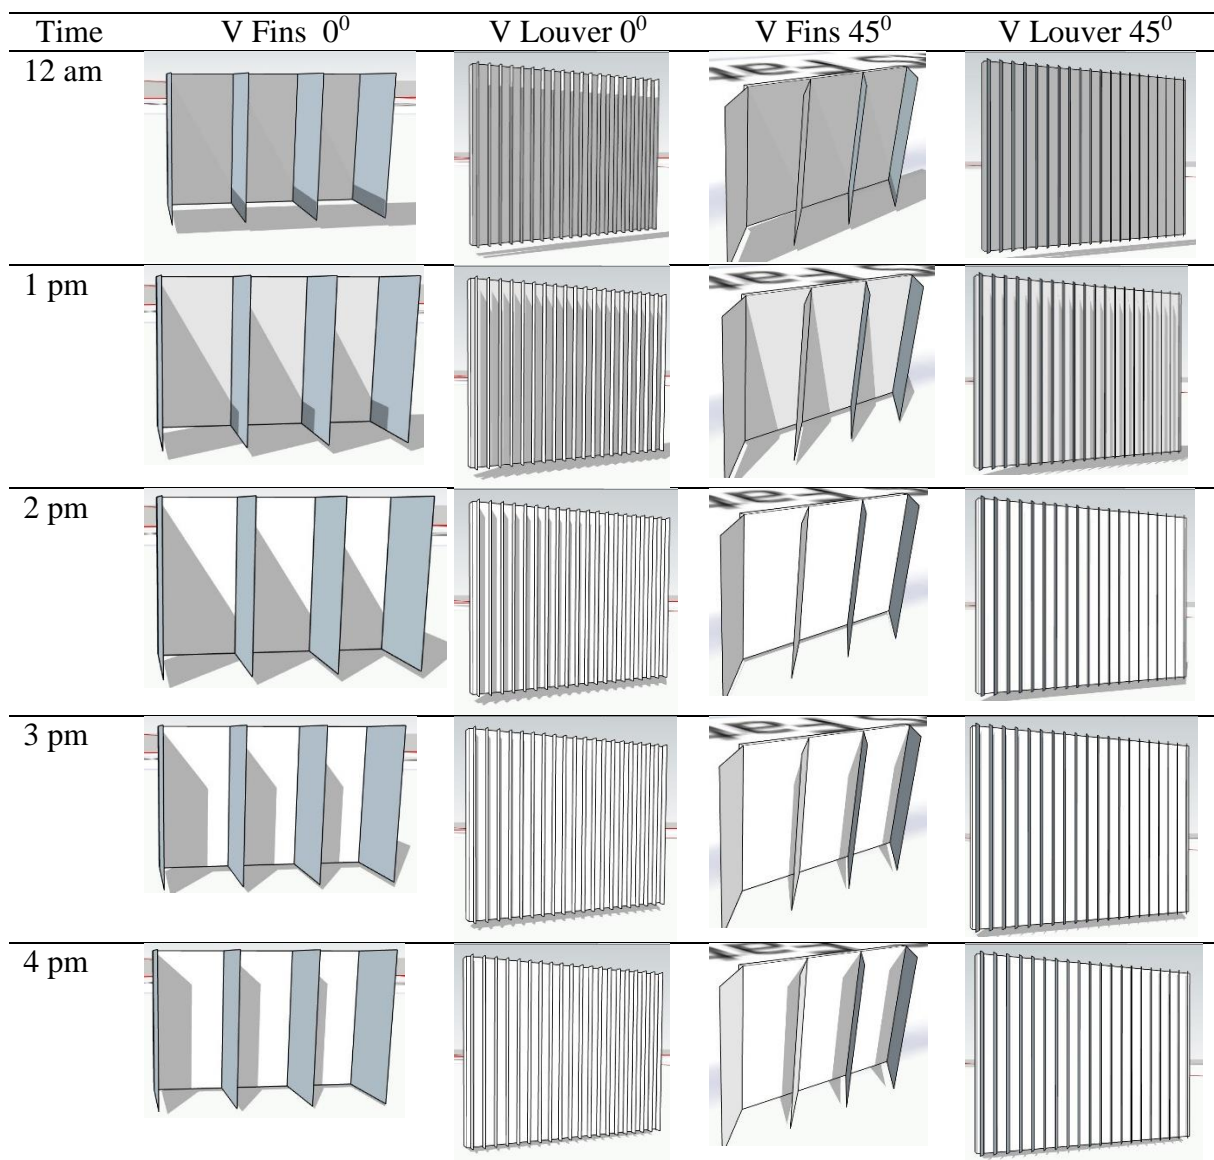 Time V Fins 0⁰ V Louver 0⁰ V Fins 45⁰ V Louver 45⁰
12 am
1 pm
2 pm
3 pm
4 pm